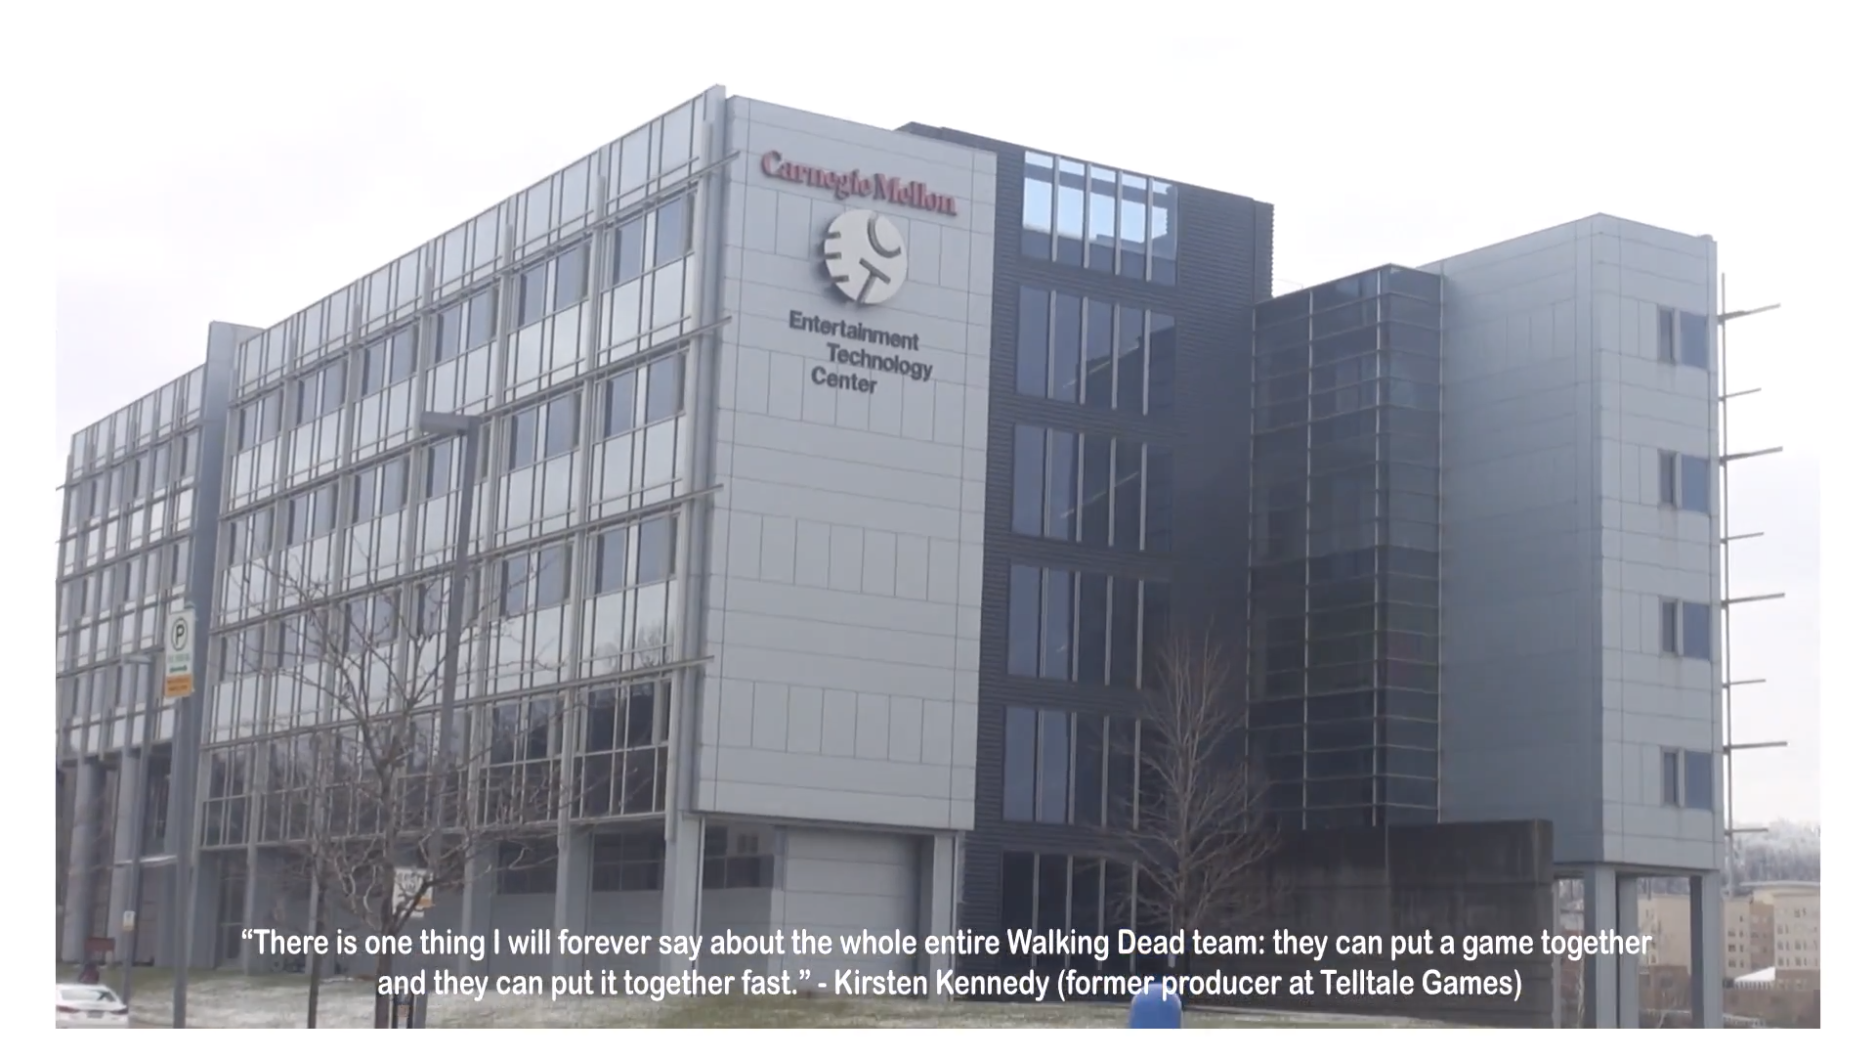 Carnegie Mellon
ETC
Entertainment
Technology
Center
P
“There is one thing I will forever say about the whole entire Walking Dead team: they can put a game together
and they can put it together fast.” - Kirsten Kennedy (former producer at Telltale Games)